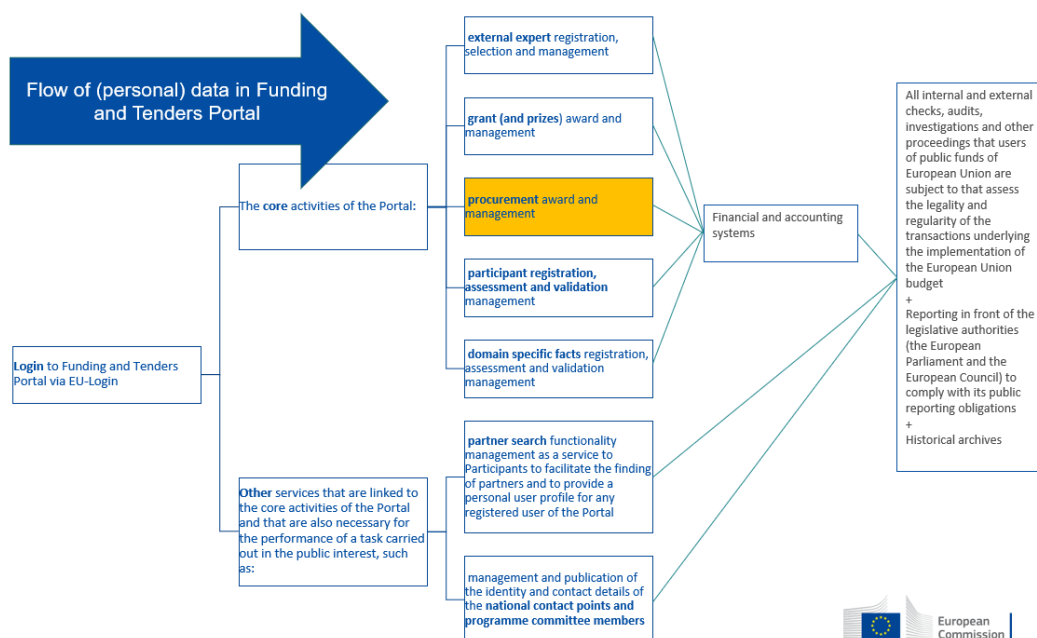 Flow of (personal) data in Funding
and Tenders Portal
Login to Funding and Tenders
Portal via EU-Login
The core activities of the Portal:
external expert registration,
selection and management
grant (and prizes) award and
management
procurement award and
management
participant registration,
assessment and validation
management
domain specific facts registration,
assessment and validation
management
Other services that are linked to
the core activities of the Portal
and that are also necessary for
the performance of a task carried
out in the public interest, such
as:
partner search functionality
management as a service to
Participants to facilitate the finding
of partners and to provide a
personal user profile for any
registered user of the Portal
management and publication of
the identity and contact details of
the national contact points and
programme committee members
Financial and accounting
systems
All internal and external
checks, audits,
investigations and other
proceedings that users
of public funds of
European Union are
subject to that assess
the legality and
regularity of the
transactions underlying
the implementation of
the European Union
budget
+
Reporting in front of the
legislative authorities
(the European
Parliament and the
European Council) to
comply with its public
reporting obligations
+
Historical archives
European
Commission